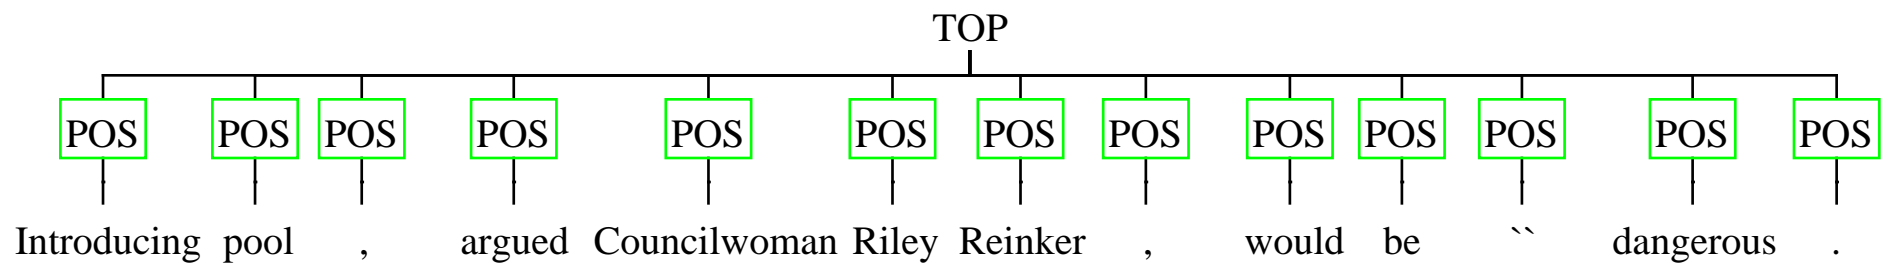 TOP
POS POS POS POS POS POS POS POS POS POS POS POS POS
Introducing pool , argued Councilwoman Riley Reinker , would be `` dangerous .